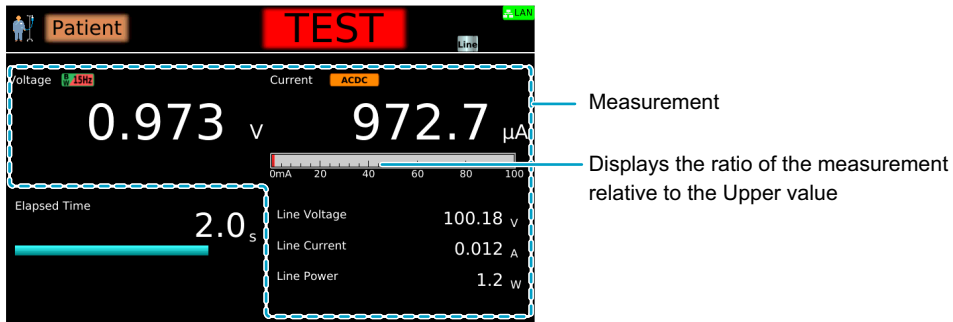 Patient
TEST
LAN
Line
Voltage BW 15Hz
Current ACDC
0.973 V
972.7 μA
0mA 20 40 60 80 100
Elapsed Time
2.0 s
Line Voltage 100.18 V
Line Current 0.012 A
Line Power 1.2 W
Measurement
Displays the ratio of the measurement
relative to the Upper value